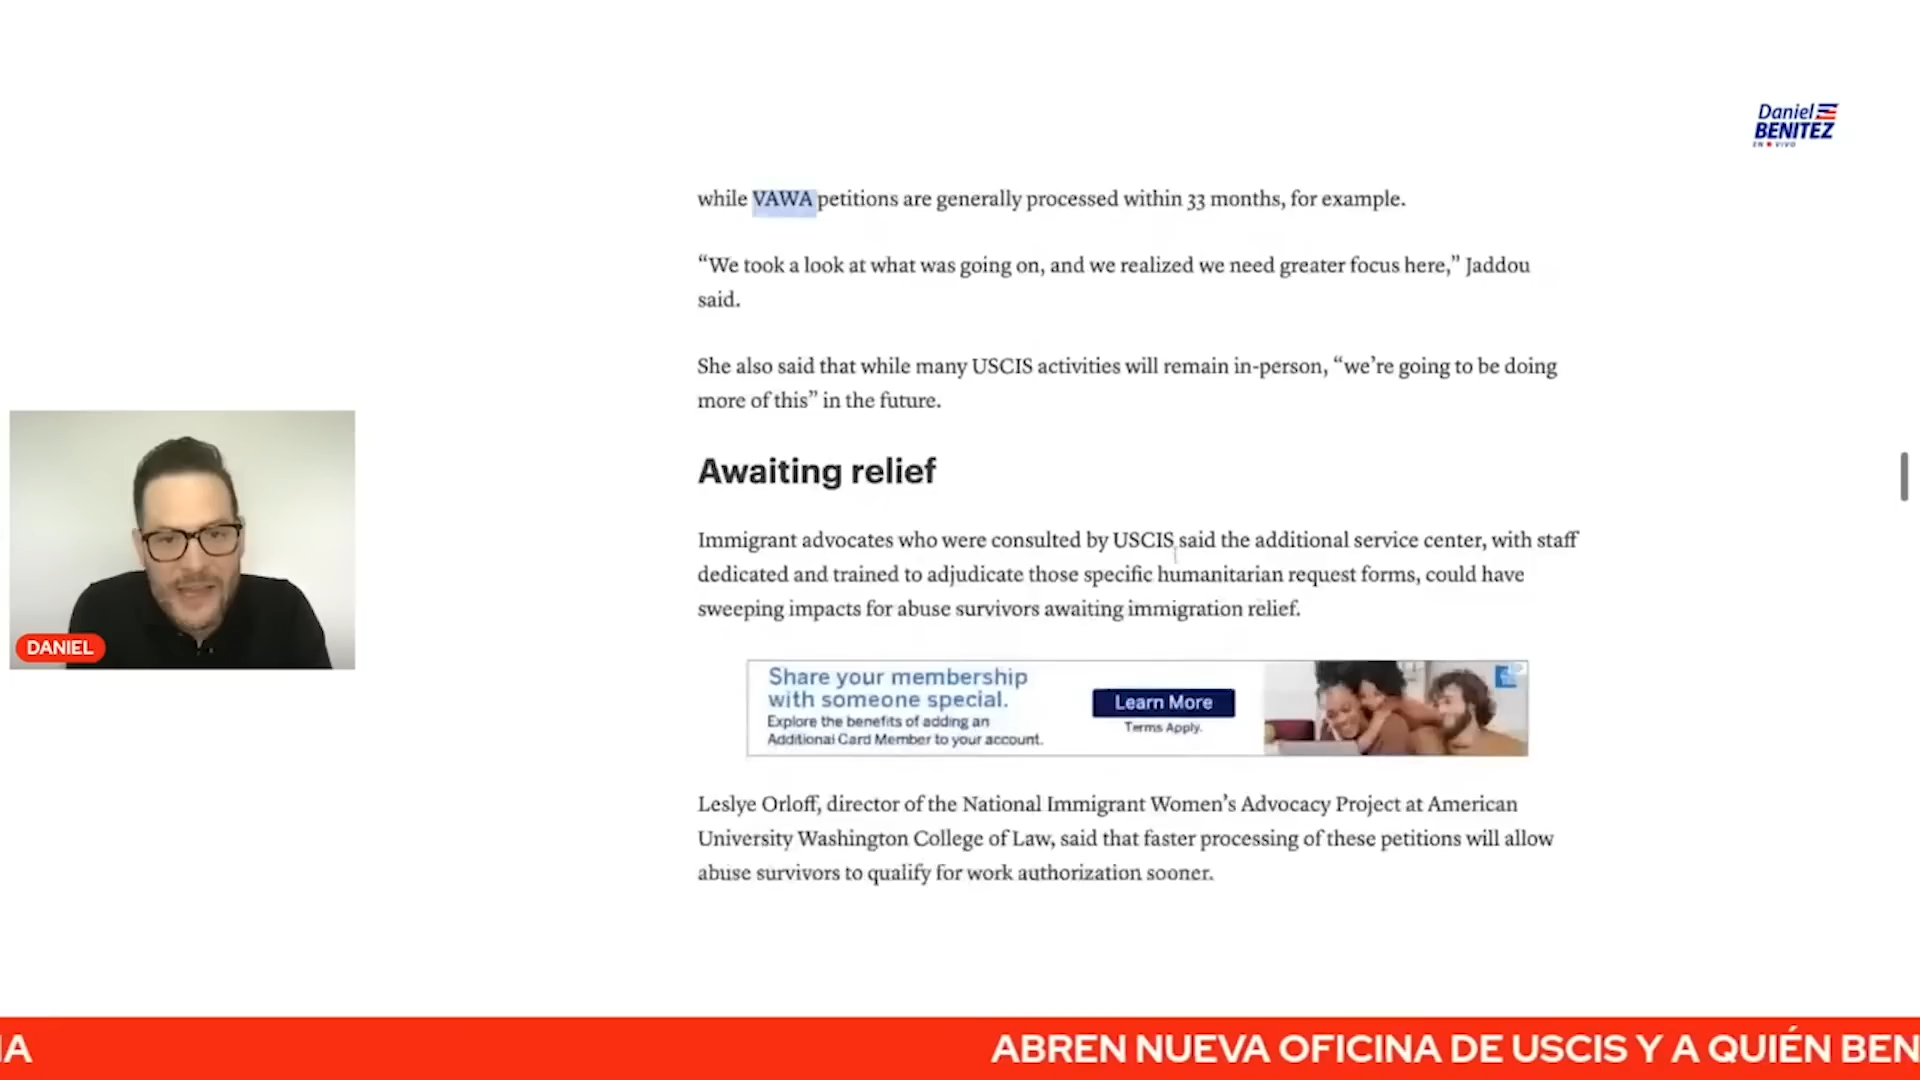 Daniel
BENITEZ
EN VIVO
while VAWA petitions are generally processed within 33 months, for example.
“We took a look at what was going on, and we realized we need greater focus here,” Jaddou
said.
She also said that while many USCIS activities will remain in-person, “we’re going to be doing
more of this” in the future.
Awaiting relief
Immigrant advocates who were consulted by USCIS said the additional service center, with staff
dedicated and trained to adjudicate those specific humanitarian request forms, could have
sweeping impacts for abuse survivors awaiting immigration relief.
DANIEL
Share your membership
with someone special.
Explore the benefits of adding an
Additional Card Member to your account.
Learn More
Terms Apply.
Leslye Orloff, director of the National Immigrant Women’s Advocacy Project at American
University Washington College of Law, said that faster processing of these petitions will allow
abuse survivors to qualify for work authorization sooner.
IA ABREN NUEVA OFICINA DE USCIS Y A QUIÉN BEN